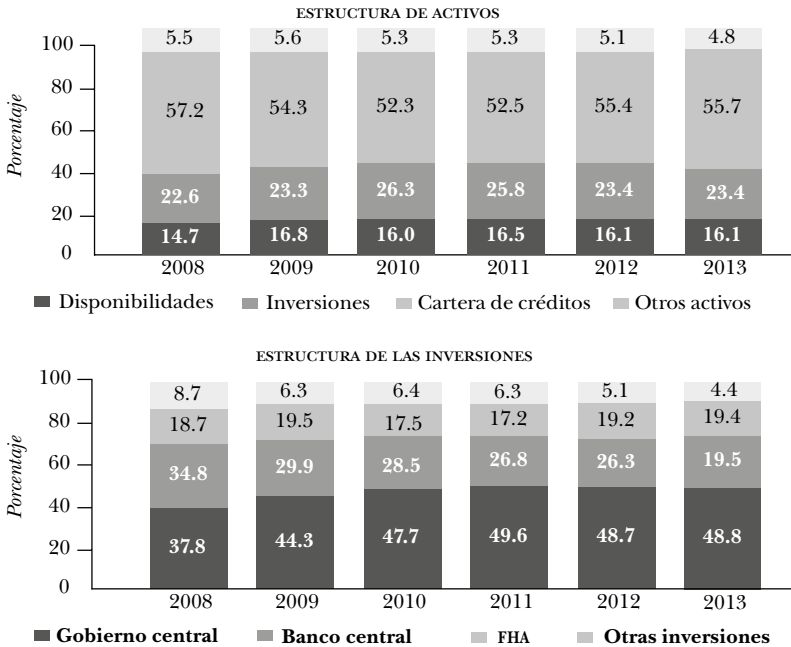 ESTRUCTURA DE ACTIVOS
Porcentaje
100
80
60
40
20
0
5.5 5.6 5.3 5.3 5.1 4.8
57.2 54.3 52.3 52.5 55.4 55.7
22.6 23.3 26.3 25.8 23.4 23.4
14.7 16.8 16.0 16.5 16.1 16.1
2008 2009 2010 2011 2012 2013
Disponibilidades Inversiones Cartera de créditos Otros activos
ESTRUCTURA DE LAS INVERSIONES
Porcentaje
100
80
60
40
20
0
8.7 6.3 6.4 6.3 5.1 4.4
18.7 19.5 17.5 17.2 19.2 19.4
34.8 29.9 28.5 26.8 26.3 19.5
37.8 44.3 47.7 49.6 48.7 48.8
2008 2009 2010 2011 2012 2013
Gobierno central Banco central FHA Otras inversiones